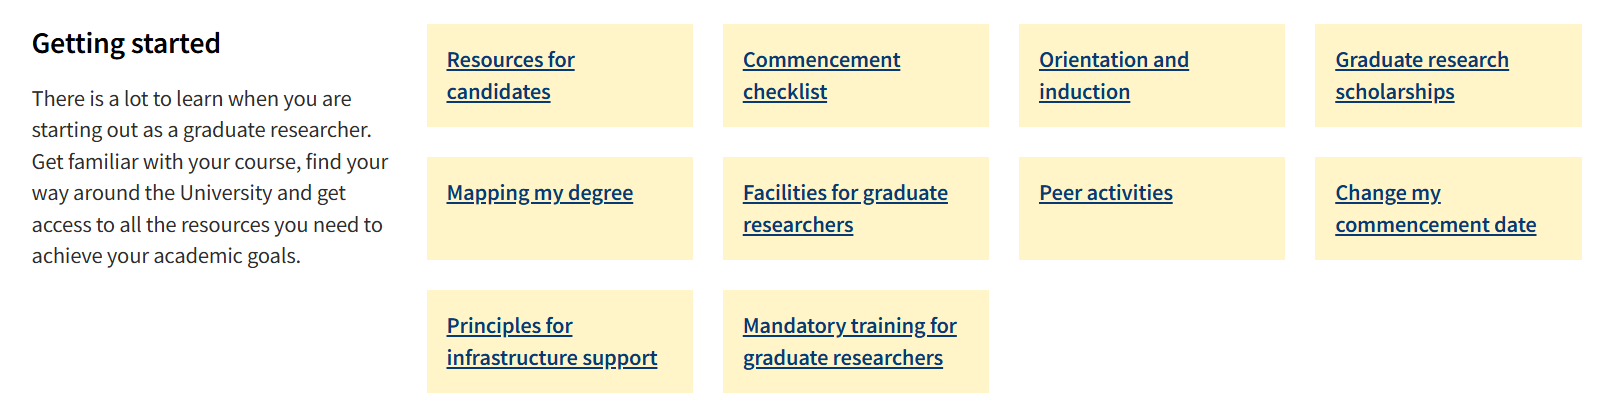 Getting started
There is a lot to learn when you are
starting out as a graduate researcher.
Get familiar with your course, find your
way around the University and get
access to all the resources you need to
achieve your academic goals.
Resources for
candidates
Commencement
checklist
Orientation and
induction
Graduate research
scholarships
Mapping my degree
Facilities for graduate
researchers
Peer activities
Change my
commencement date
Principles for
infrastructure support
Mandatory training for
graduate researchers